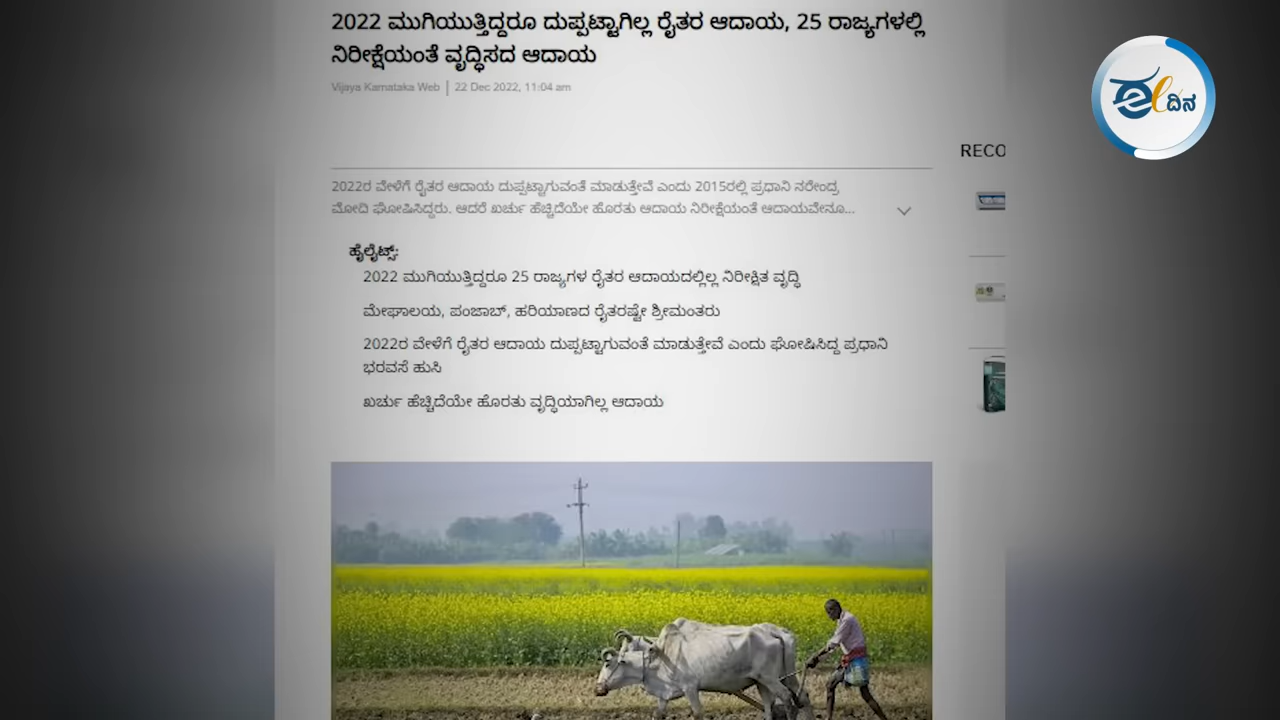 2022 ಮುಗಿಯುತ್ತಿದ್ದರೂ ದುಪ್ಪಟ್ಟಾಗಿಲ್ಲ ರೈತರ ಆದಾಯ, 25 ರಾಜ್ಯಗಳಲ್ಲಿ
ನಿರೀಕ್ಷೆಯಂತೆ ವೃದ್ಧಿಸದ ಆದಾಯ
Vijaya Karnataka Web | 22 Dec 2022, 11:04 am
ದಿನ
RECO
2022ರ ವೇಳೆಗೆ ರೈತರ ಆದಾಯ ದುಪ್ಪಟ್ಟಾಗುವಂತೆ ಮಾಡುತ್ತೇವೆ ಎಂದು 2015ರಲ್ಲಿ ಪ್ರಧಾನಿ ನರೇಂದ್ರ
ಮೋದಿ ಘೋಷಿಸಿದ್ದರು. ಆದರೆ ಖರ್ಚು ಹೆಚ್ಚಿದೆಯೇ ಹೊರತು ಆದಾಯ ನಿರೀಕ್ಷೆಯಂತೆ ಆದಾಯವೇನೂ...
ಹೈಲೈಟ್ಸ್:
2022 ಮುಗಿಯುತ್ತಿದ್ದರೂ 25 ರಾಜ್ಯಗಳ ರೈತರ ಆದಾಯದಲ್ಲಿಲ್ಲ ನಿರೀಕ್ಷಿತ ವೃದ್ಧಿ
ಮೇಘಾಲಯ, ಪಂಜಾಬ್, ಹರಿಯಾಣದ ರೈತರಷ್ಟೇ ಶ್ರೀಮಂತರು
2022ರ ವೇಳೆಗೆ ರೈತರ ಆದಾಯ ದುಪ್ಪಟ್ಟಾಗುವಂತೆ ಮಾಡುತ್ತೇವೆ ಎಂದು ಘೋಷಿಸಿದ್ದ ಪ್ರಧಾನಿ
ಭರವಸೆ ಹುಸಿ
ಖರ್ಚು ಹೆಚ್ಚಿದೆಯೇ ಹೊರತು ವೃದ್ಧಿಯಾಗಿಲ್ಲ ಆದಾಯ